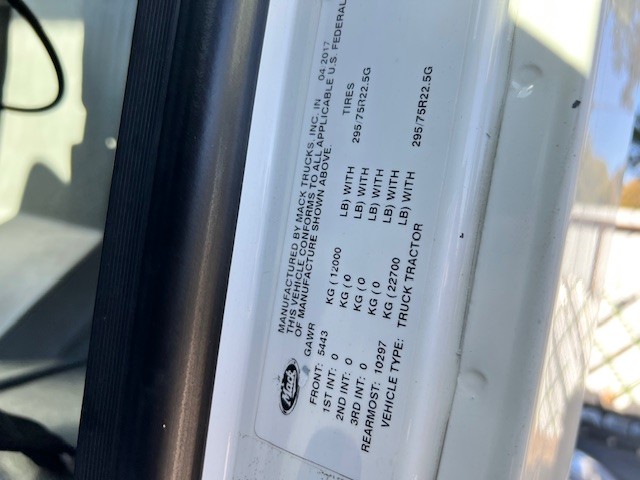 Mack
MANUFACTURED BY MACK TRUCKS, INC. IN 04/2017
THIS VEHICLE CONFORMS TO ALL APPLICABLE U.S. FEDERAL
OF MANUFACTURE SHOWN ABOVE.
GAWR TIRES
FRONT: 5443 KG ( 12000 LB) WITH 295/75R22.5G
1ST INT: 0 KG ( 0 LB) WITH
2ND INT: 0 KG ( 0 LB) WITH
3RD INT: 0 KG ( 0 LB) WITH
REARMOST: 10297 KG ( 22700 LB) WITH 295/75R22.5G
VEHICLE TYPE: TRUCK TRACTOR